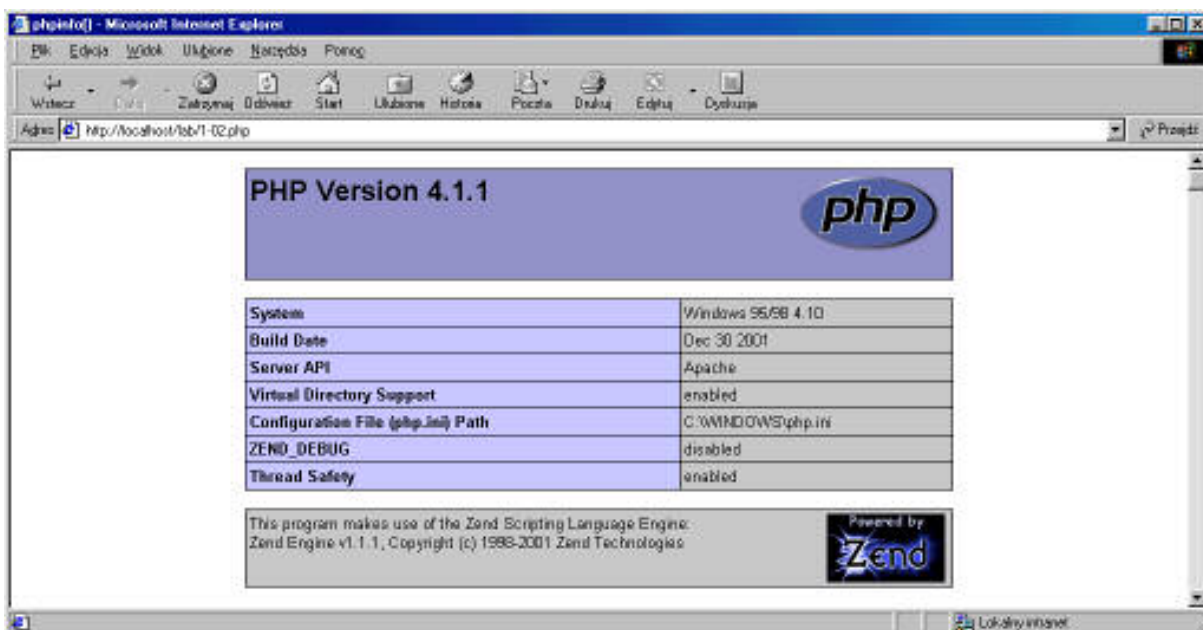 phpinfo() - Microsoft Internet Explorer
Plik Edycja Widok Ulubione Narzędzia Pomoc
Wstecz Dalej Zatrzymaj Odśwież Start Ulubione Historia Poczta Drukuj Edytuj Dyskusja
Adres http://localhost/lab/1-02.php Przejdź
PHP Version 4.1.1
php
System Windows 95/98 4.10
Build Date Dec 30 2001
Server API Apache
Virtual Directory Support enabled
Configuration File (php.ini) Path C:\WINDOWS\php.ini
ZEND_DEBUG disabled
Thread Safety enabled
This program makes use of the Zend Scripting Language Engine:
Zend Engine v1.1.1, Copyright (c) 1998-2001 Zend Technologies
Powered by
Zend
Lokalny intranet